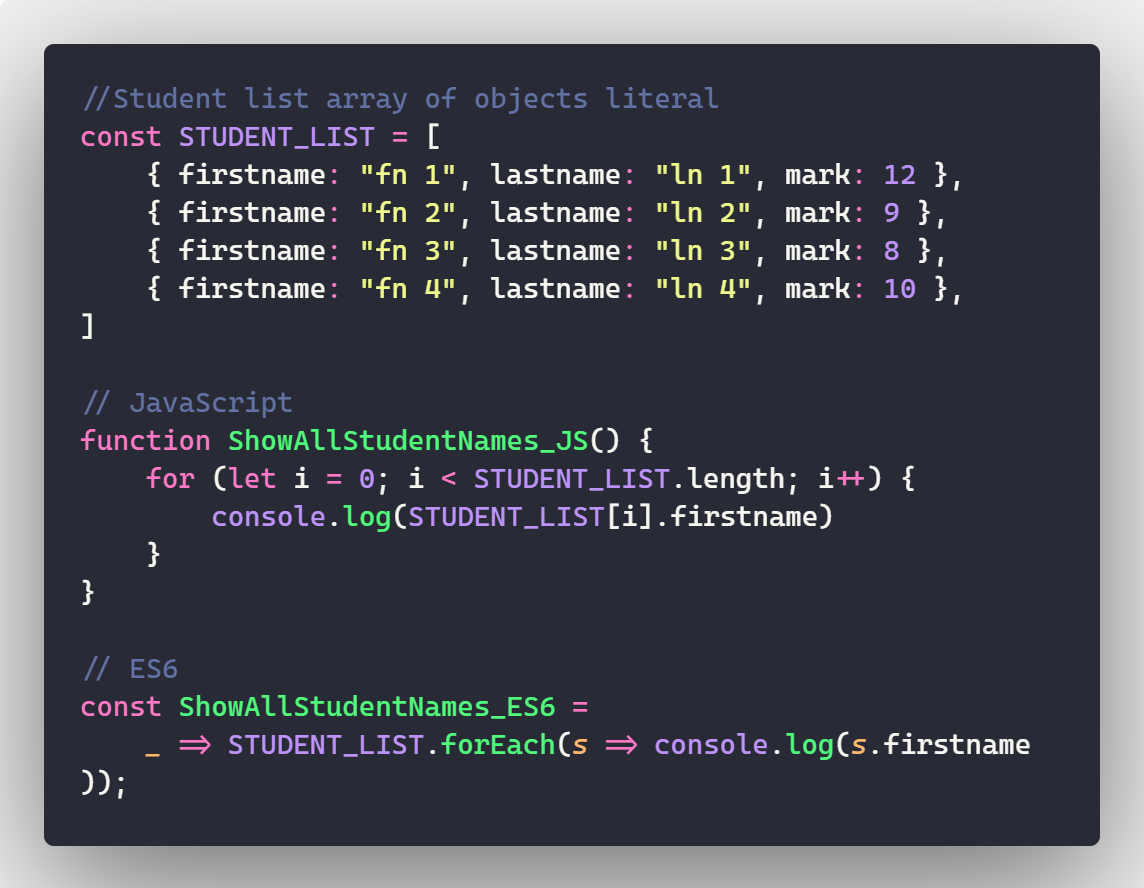 //Student list array of objects literal
const STUDENT_LIST = [
    { firstname: "fn 1", lastname: "ln 1", mark: 12 },
    { firstname: "fn 2", lastname: "ln 2", mark: 9 },
    { firstname: "fn 3", lastname: "ln 3", mark: 8 },
    { firstname: "fn 4", lastname: "ln 4", mark: 10 },
]

// JavaScript
function ShowAllStudentNames_JS() {
    for (let i = 0; i < STUDENT_LIST.length; i++) {
        console.log(STUDENT_LIST[i].firstname)
    }
}

// ES6
const ShowAllStudentNames_ES6 =
    _ => STUDENT_LIST.forEach(s => console.log(s.firstname
));